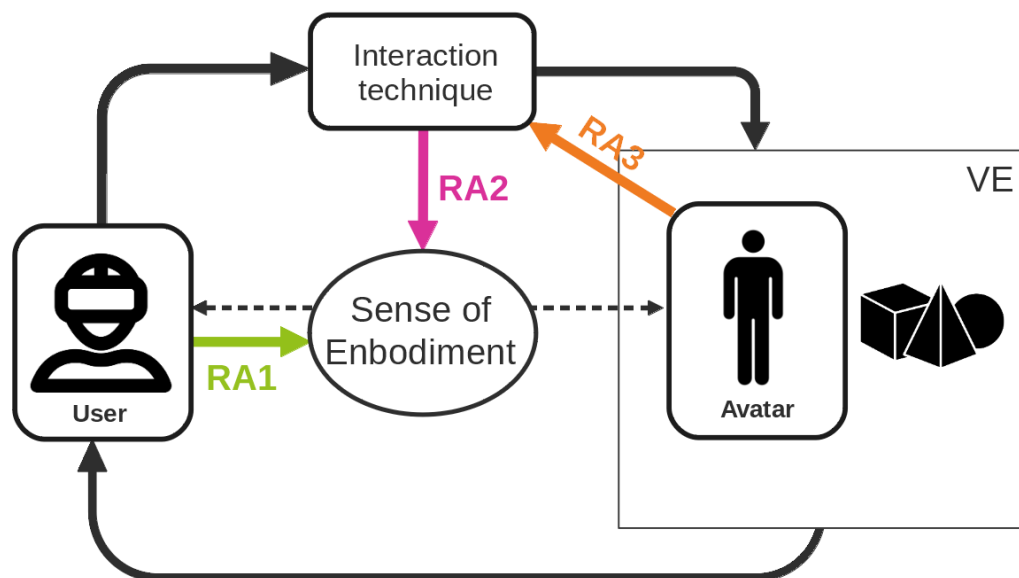 Interaction
technique
RA3
VE
RA2
Sense of
Enbodiment
RA1
User
Avatar